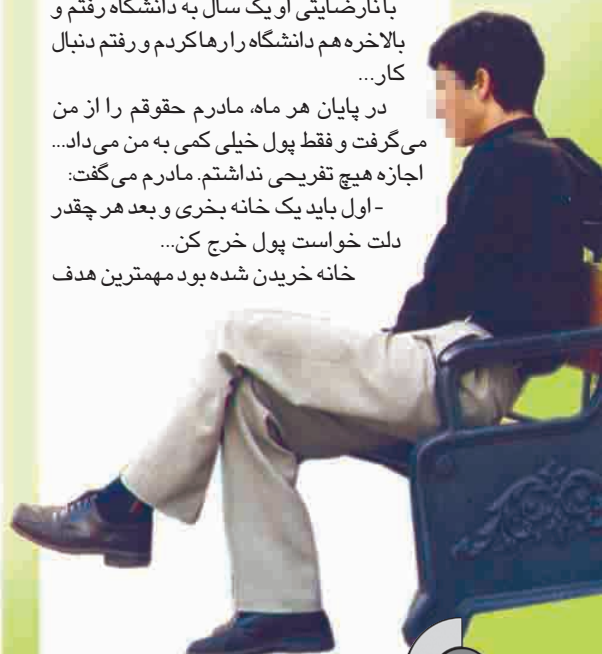 با نارضایتی او یک سال به دانشگاه رفتم و
بالاخره هم دانشگاه را رها کردم و رفتم دنبال
کار...
در پایان هر ماه، مادرم حقوقم را از من
می‌گرفت و فقط پول خیلی کمی به من می‌داد...
اجازه هیچ تفریحی نداشتم. مادرم می‌گفت:
- اول باید یک خانه بخری و بعد هر چقدر
دلت خواست پول خرج کن...
خانه خریدن شده بود مهمترین هدف